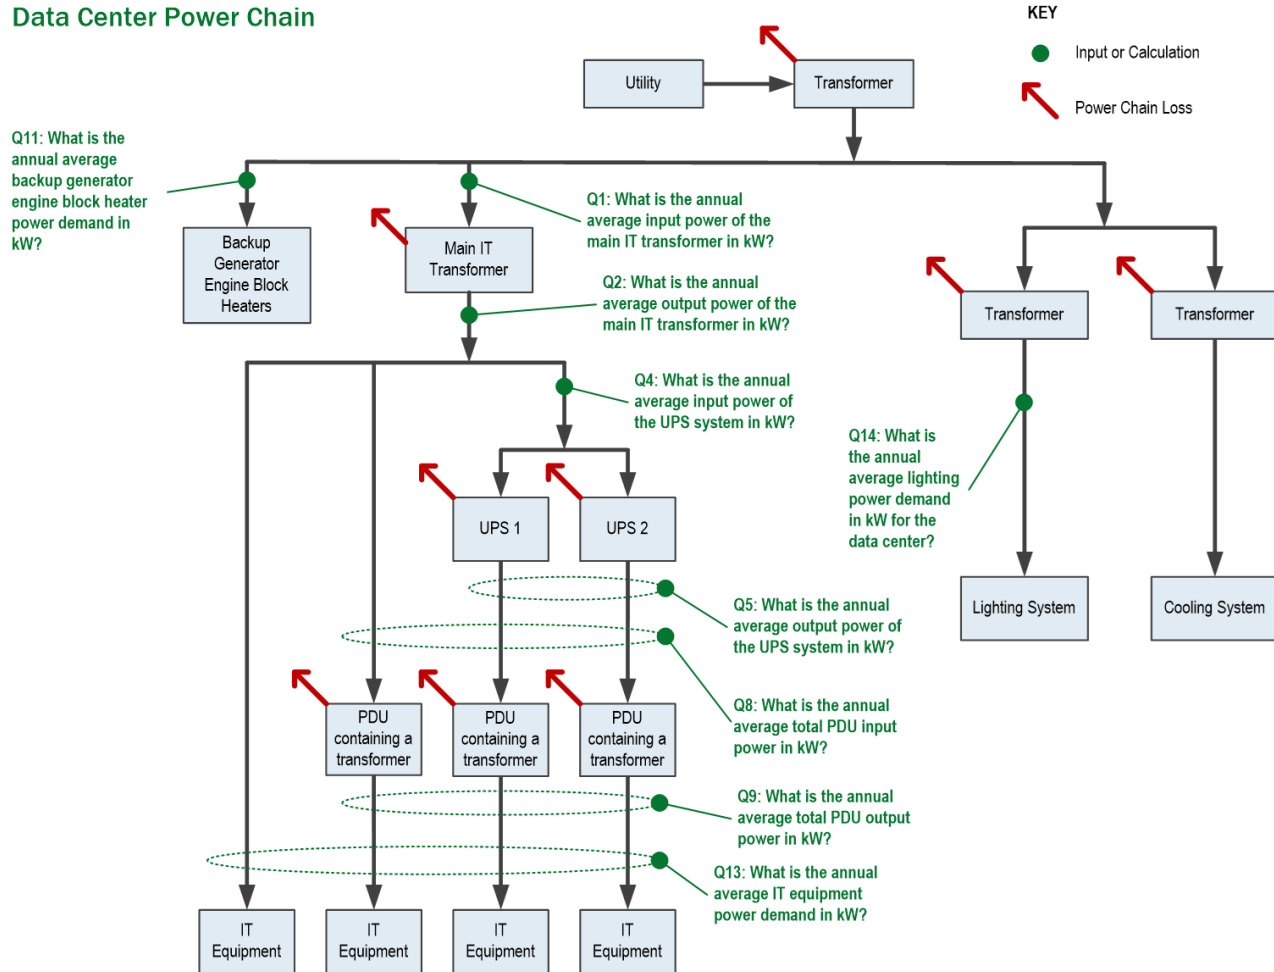 Data Center Power Chain
KEY
Input or Calculation
Power Chain Loss
Utility
Transformer
Q11: What is the
annual average
backup generator
engine block heater
power demand in
kW?
Q1: What is the annual
average input power of the
main IT transformer in kW?
Backup
Generator
Engine Block
Heaters
Main IT
Transformer
Q2: What is the annual
average output power of the
main IT transformer in kW?
Transformer
Transformer
Q4: What is the annual
average input power of
the UPS system in kW?
Q14: What is
the annual
average lighting
power demand
in kW for the
data center?
UPS 1
UPS 2
Lighting System
Cooling System
Q5: What is the annual
average output power of
the UPS system in kW?
Q8: What is the annual
average total PDU input
power in kW?
PDU
containing a
transformer
PDU
containing a
transformer
PDU
containing a
transformer
Q9: What is the annual
average total PDU output
power in kW?
Q13: What is the annual
average IT equipment
power demand in kW?
IT
Equipment
IT
Equipment
IT
Equipment
IT
Equipment